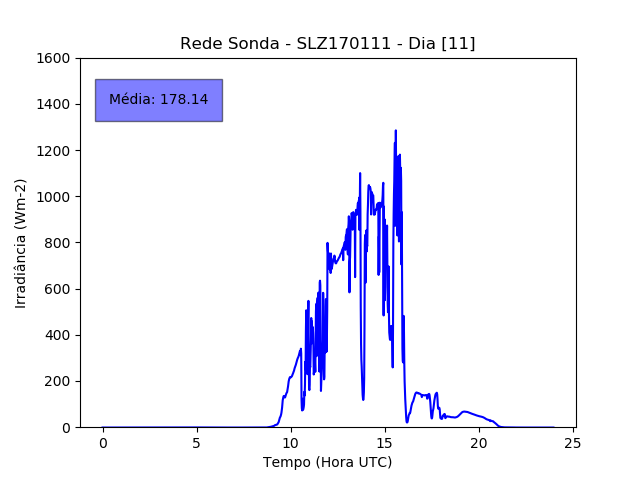 Rede Sonda - SLZ170111 - Dia [11]
1600
1400
1200
1000
800
600
400
200
0
Média: 178.14
Irradiância (Wm-2)
0 5 10 15 20 25
Tempo (Hora UTC)